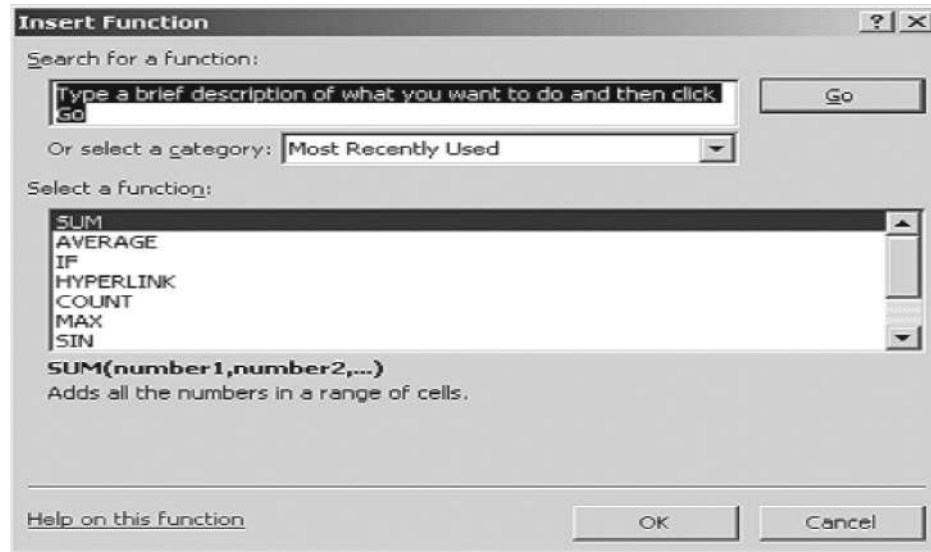 Insert Function
Search for a function:
Type a brief description of what you want to do and then click
Go
Go
Or select a category: Most Recently Used
Select a function:
SUM
AVERAGE
IF
HYPERLINK
COUNT
MAX
SIN
SUM(number1,number2,...)
Adds all the numbers in a range of cells.
Help on this function
OK
Cancel